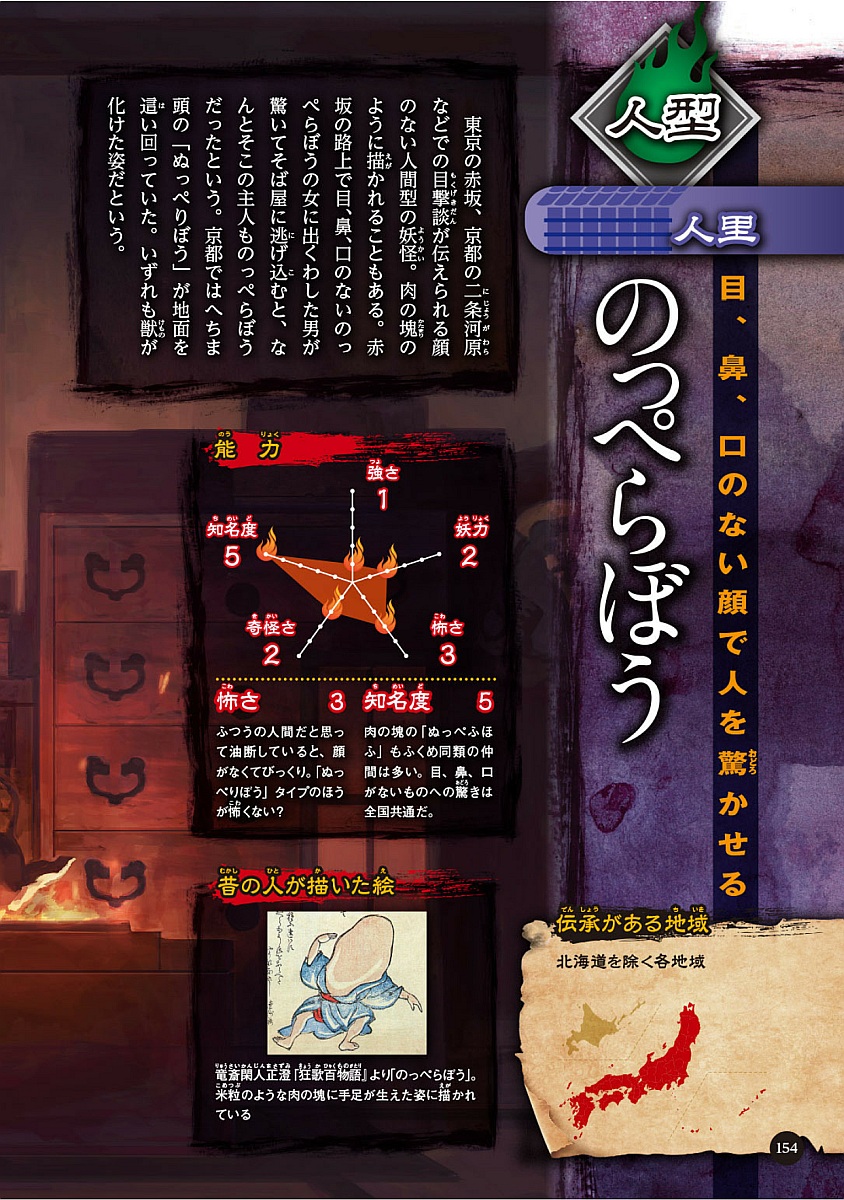 人型
人里
目、鼻、口のない顔で人を驚かせる
のっぺらぼう
東京の赤坂、京都の二条河原
などでの目撃談が伝えられる顔
のない人間型の妖怪。肉の塊の
ように描かれることもある。赤
坂の路上で目、鼻、口のないのっ
ぺらぼうの女に出くわした男が
驚いてそば屋に逃げ込むと、な
んとそこの主人ものっぺらぼう
だったという。京都ではへちま
頭の「ぬっぺりぼう」が地面を
這い回っていた。いずれも獣が
化けた姿だという。
能力
強さ
1
妖力
2
怖さ
3
奇怪さ
2
知名度
5
怖さ 3
ふつうの人間だと思っ
て油断していると、顔
がなくてびっくり。「ぬっ
ぺりぼう」タイプのほう
が怖くない?
知名度 5
肉の塊の「ぬっぺふほ
ふ」もふくめ同類の仲
間は多い。目、鼻、口
がないものへの驚きは
全国共通だ。
昔の人が描いた絵
竜斎閑人正澄『狂歌百物語』より「のっぺらぼう」。
米粒のような肉の塊に手足が生えた姿に描かれ
ている
伝承がある地域
北海道を除く各地域
154